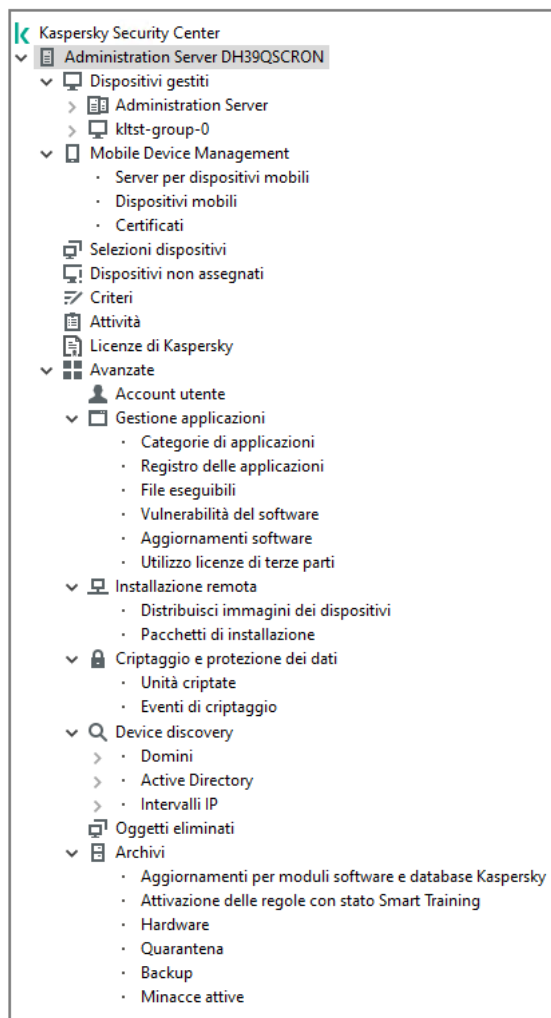 Kaspersky Security Center
Administration Server DH39QSCRON
Dispositivi gestiti
Administration Server
kltst-group-0
Mobile Device Management
Server per dispositivi mobili
Dispositivi mobili
Certificati
Selezioni dispositivi
Dispositivi non assegnati
Criteri
Attività
Licenze di Kaspersky
Avanzate
Account utente
Gestione applicazioni
Categorie di applicazioni
Registro delle applicazioni
File eseguibili
Vulnerabilità del software
Aggiornamenti software
Utilizzo licenze di terze parti
Installazione remota
Distribuisci immagini dei dispositivi
Pacchetti di installazione
Criptaggio e protezione dei dati
Unità criptate
Eventi di criptaggio
Device discovery
Domini
Active Directory
Intervalli IP
Oggetti eliminati
Archivi
Aggiornamenti per moduli software e database Kaspersky
Attivazione delle regole con stato Smart Training
Hardware
Quarantena
Backup
Minacce attive